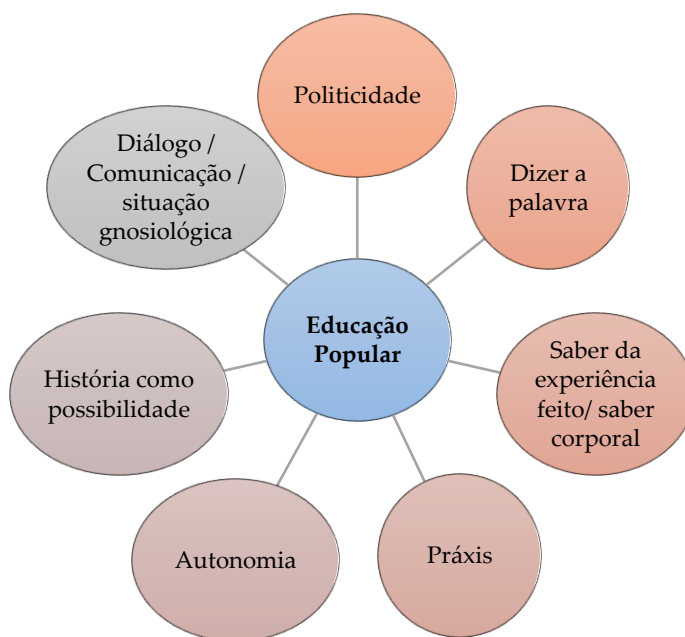 Politicidade
Diálogo /
Comunicação /
situação
gnosiológica
Dizer a
palavra
Educação
Popular
História como
possibilidade
Saber da
experiência
feito/ saber
corporal
Autonomia
Práxis